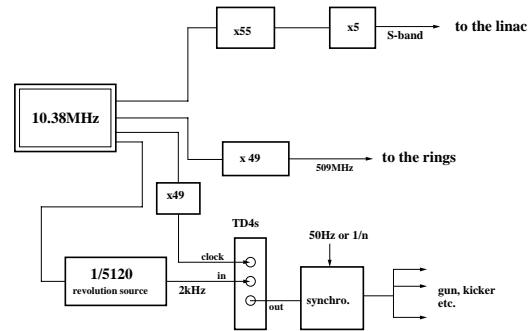 x55
x5
to the linac
S-band
10.38MHz
x 49
509MHz
to the rings
x49
TD4s
clock
50Hz or 1/n
1/5120
revolution source
in
2kHz
out
synchro.
gun, kicker
etc.